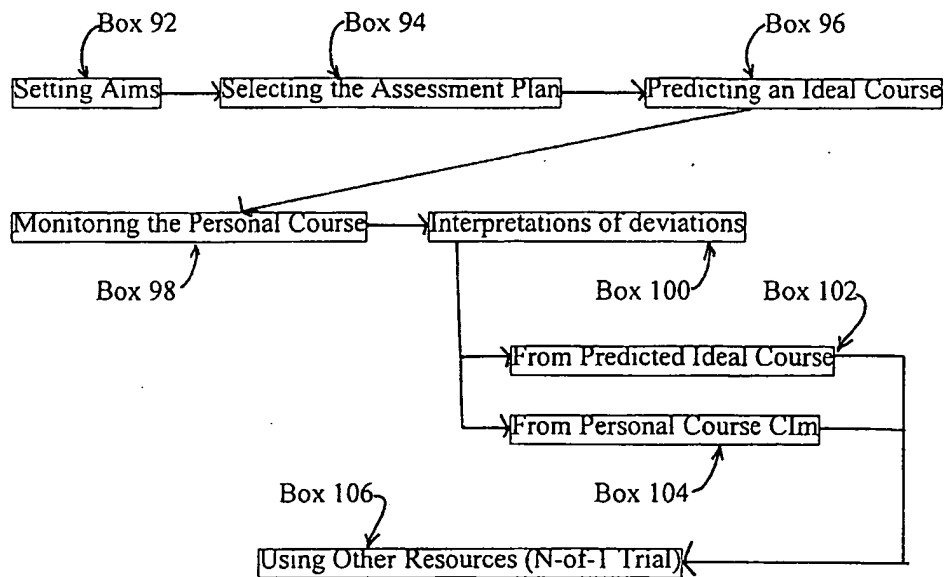 Box 92
Box 94
Box 96
Setting Aims
Selecting the Assessment Plan
Predicting an Ideal Course
Monitoring the Personal Course
Interpretations of deviations
Box 98
Box 100
Box 102
From Predicted Ideal Course
From Personal Course CIm
Box 104
Box 106
Using Other Resources (N-of-1 Trial)